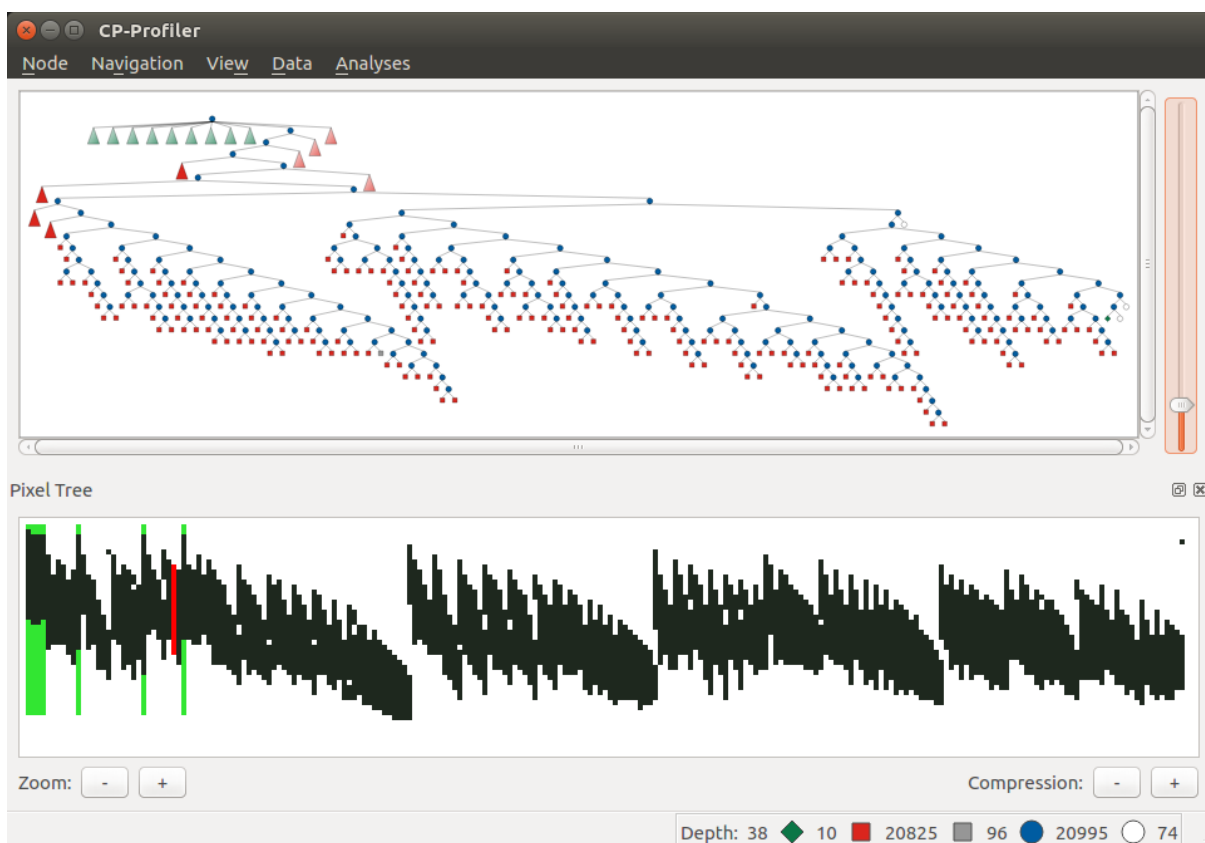 CP-Profiler
Node Navigation View Data Analyses
Pixel Tree
Zoom: - + Compression: - +
Depth: 38 10 20825 96 20995 74